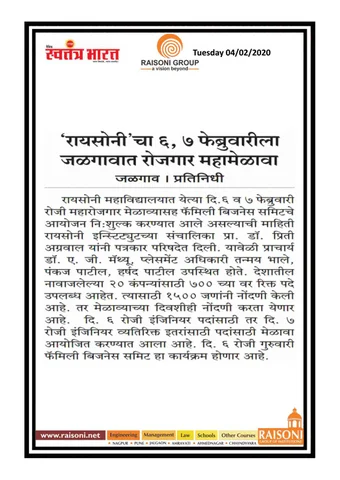 दैनिक
स्वतंत्र भारत
RAISONI GROUP
a vision beyond
Tuesday 04/02/2020
‘रायसोनी’चा ६, ७ फेब्रुवारीला
जळगावात रोजगार महामेळावा
जळगाव । प्रतिनिधी
रायसोनी महाविद्यालयात येत्या दि.६ व ७ फेब्रुवारी
रोजी महारोजगार मेळाव्यासह फॅमिली बिजनेस समिटचे
आयोजन नि:शुल्क करण्यात आले असल्याची माहिती
रायसोनी इन्स्टिट्युटच्या संचालिका प्रा. डॉ. प्रिती
अग्रवाल यांनी पत्रकार परिषदेत दिली. यावेळी प्राचार्य
डॉ. ए. जी. मॅथ्यू, प्लेसमेंट अधिकारी तन्मय भाले,
पंकज पाटील, हर्षद पाटील उपस्थित होते. देशातील
नावाजलेल्या २० कंपन्यांसाठी ७०० च्या वर रिक्त पदे
उपलब्ध आहेत. त्यासाठी १५०० जणांनी नोंदणी केली
आहे. तर मेळाव्याच्या दिवशीही नोंदणी करता येणार
आहे. दि. ६ रोजी इंजिनियर पदांसाठी तर दि. ७
रोजी इंजिनियर व्यतिरिक्त इतरांसाठी पदांसाठी मेळावा
आयोजित करण्यात आला आहे. दि. ६ रोजी गुरुवारी
फॅमिली बिजनेस समिट हा कार्यक्रम होणार आहे.
www.raisoni.net Engineering Management Law Schools Other Courses RAISONI
• NAGPUR • PUNE • JALGAON • AMRAVATI • AHMEDNAGAR • CHHINDWARA